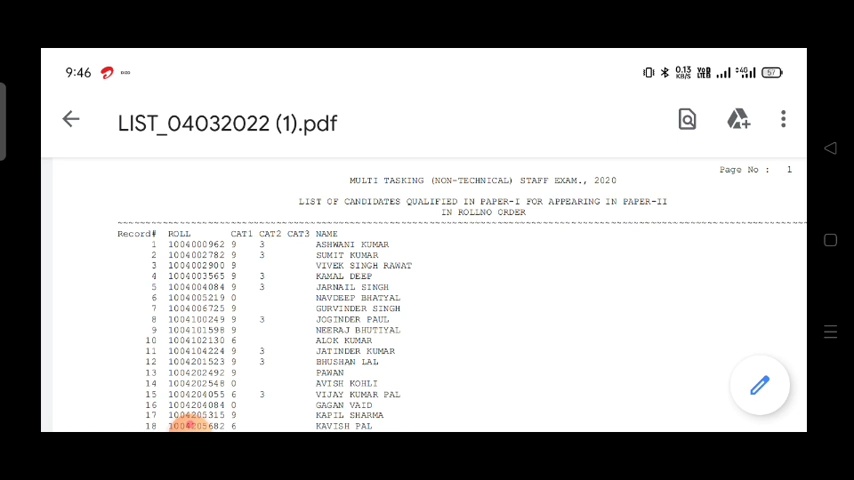 9:46 0.13 KB/S VoB LTE 4G 57
LIST_04032022 (1).pdf
Page No : 1
MULTI TASKING (NON-TECHNICAL) STAFF EXAM., 2020
LIST OF CANDIDATES QUALIFIED IN PAPER-I FOR APPEARING IN PAPER-II
IN ROLLNO ORDER
Record# ROLL CAT1 CAT2 CAT3 NAME
1 1004000962 9 3 ASHWANI KUMAR
2 1004002782 9 3 SUMIT KUMAR
3 1004002900 9 VIVEK SINGH RAWAT
4 1004003565 9 3 KAMAL DEEP
5 1004004084 9 3 JARNAIL SINGH
6 1004005219 0 NAVDEEP BHATYAL
7 1004006725 9 GURVINDER SINGH
8 1004100249 9 3 JOGINDER PAUL
9 1004101598 9 NEERAJ BHUTIYAL
10 1004102130 6 ALOK KUMAR
11 1004104224 9 3 JATINDER KUMAR
12 1004201523 9 3 BHUSHAN LAL
13 1004202492 9 PAWAN
14 1004202548 0 AVISH KOHLI
15 1004204055 6 3 VIJAY KUMAR PAL
16 1004204084 0 GAGAN VAID
17 1004205315 9 KAPIL SHARMA
18 1004205682 6 KAVISH PAL